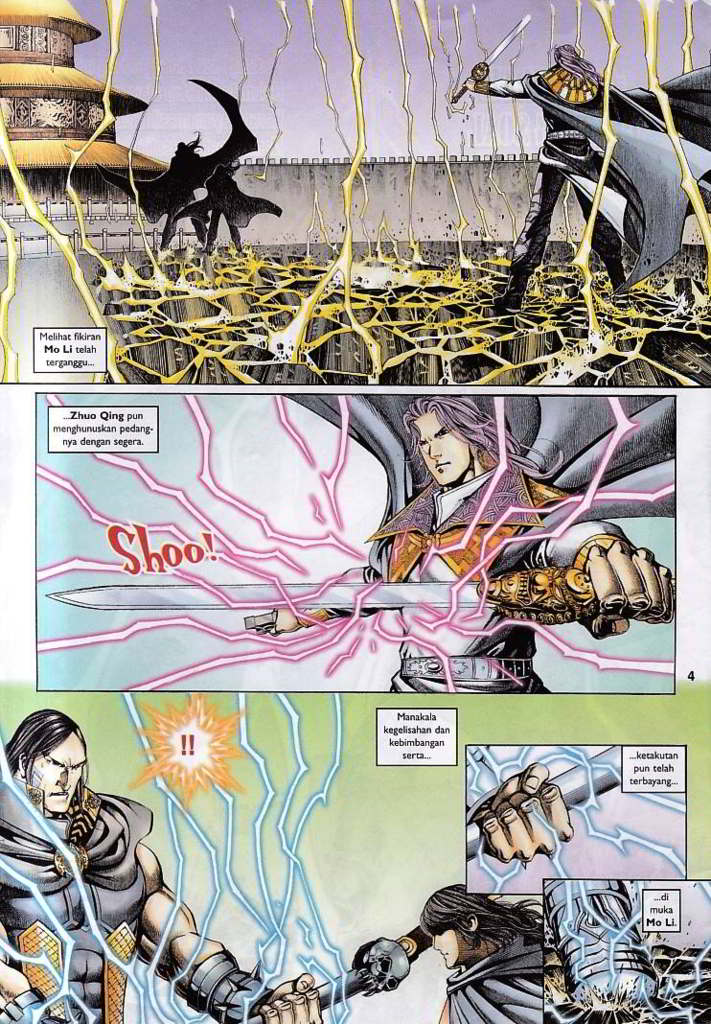 Melihat fikiran
Mo Li telah
terganggu...
...Zhuo Qing pun
menghunuskan pedang-
nya dengan segera.
Shoo!
4
!!
Manakala
kegelisahan dan
kebimbangan
serta...
...ketakutan
pun telah
terbayang...
...di
muka
Mo Li.